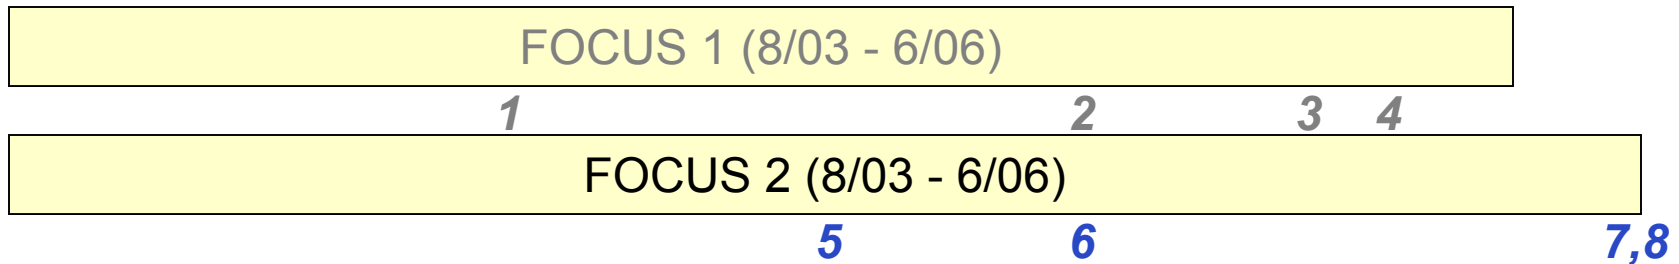 FOCUS 1 (8/03 - 6/06)
1 2 3 4
FOCUS 2 (8/03 - 6/06)
5 6 7,8